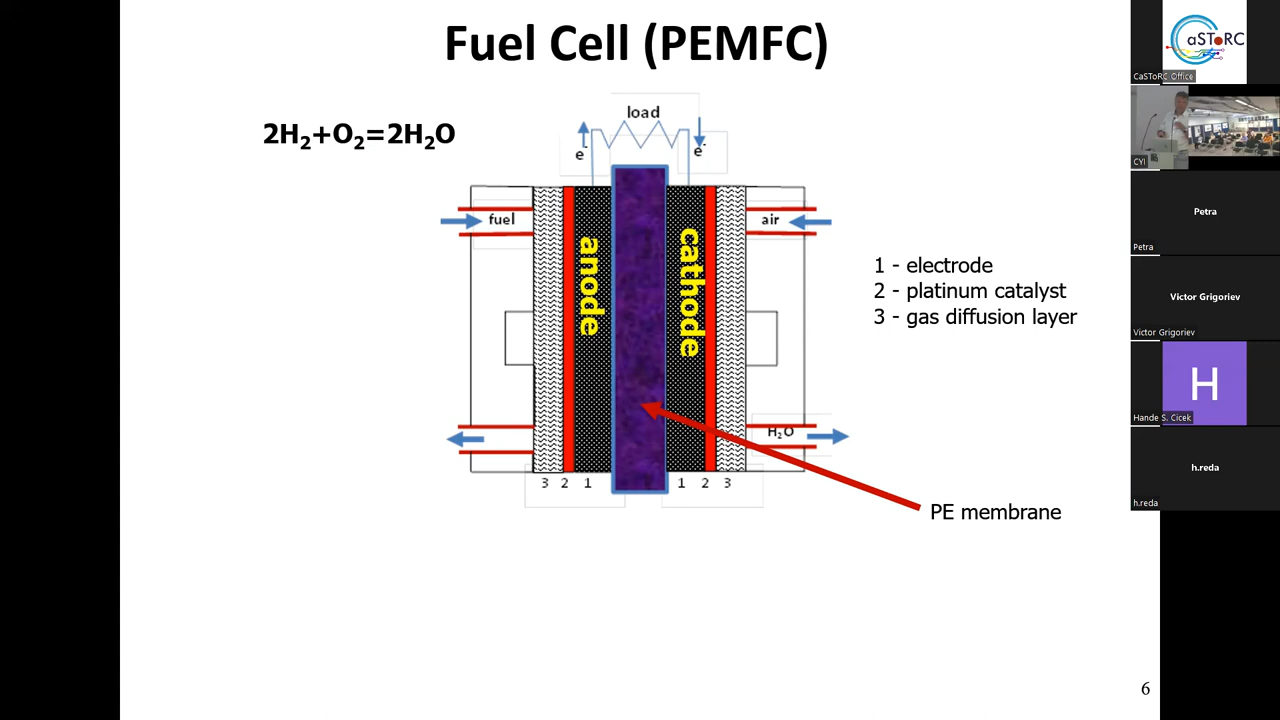 Fuel Cell (PEMFC)
2H₂+O₂=2H₂O
load
e⁻
e⁻
fuel
air
anode
cathode
1 - electrode
2 - platinum catalyst
3 - gas diffusion layer
H₂O
3 2 1
1 2 3
PE membrane
6
aSToRC
CaSToRC Office
CYI
Petra
Petra
Victor Grigoriev
Victor Grigoriev
H
Hande S. Cicek
h.reda
h.reda